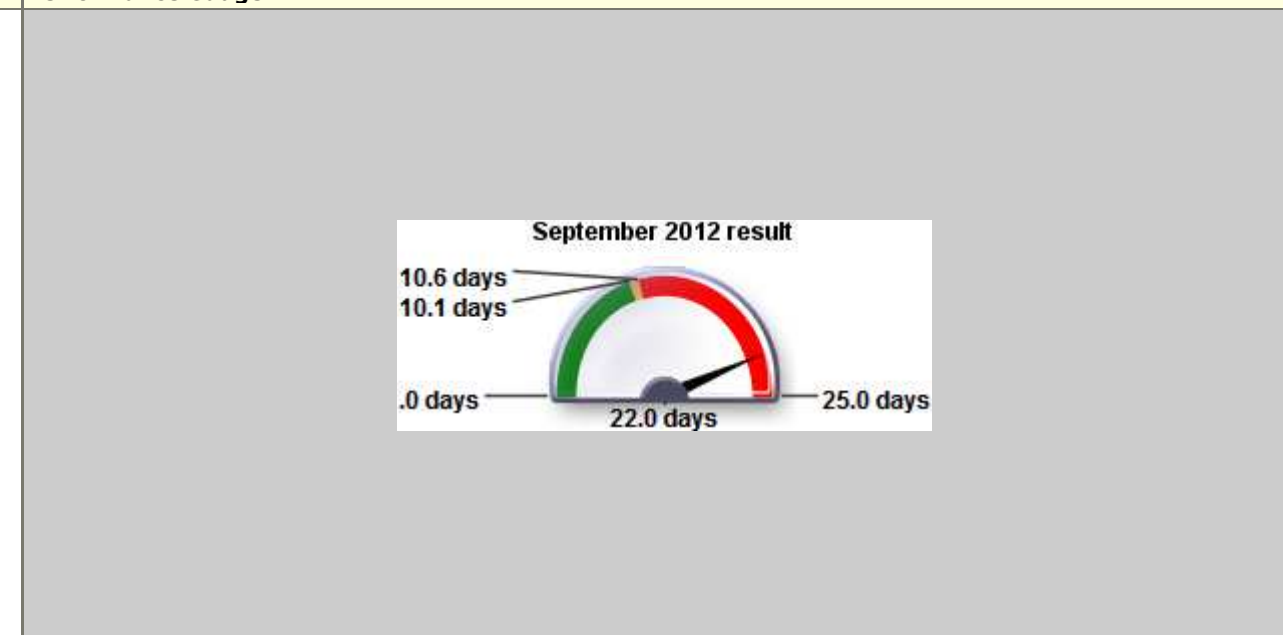 September 2012 result
10.6 days
10.1 days
.0 days
25.0 days
22.0 days